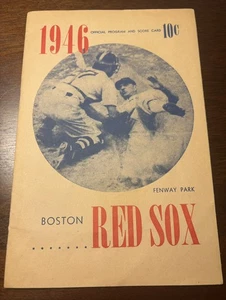 1946
OFFICIAL PROGRAM AND SCORE CARD 10¢
FENWAY PARK
BOSTON
RED SOX